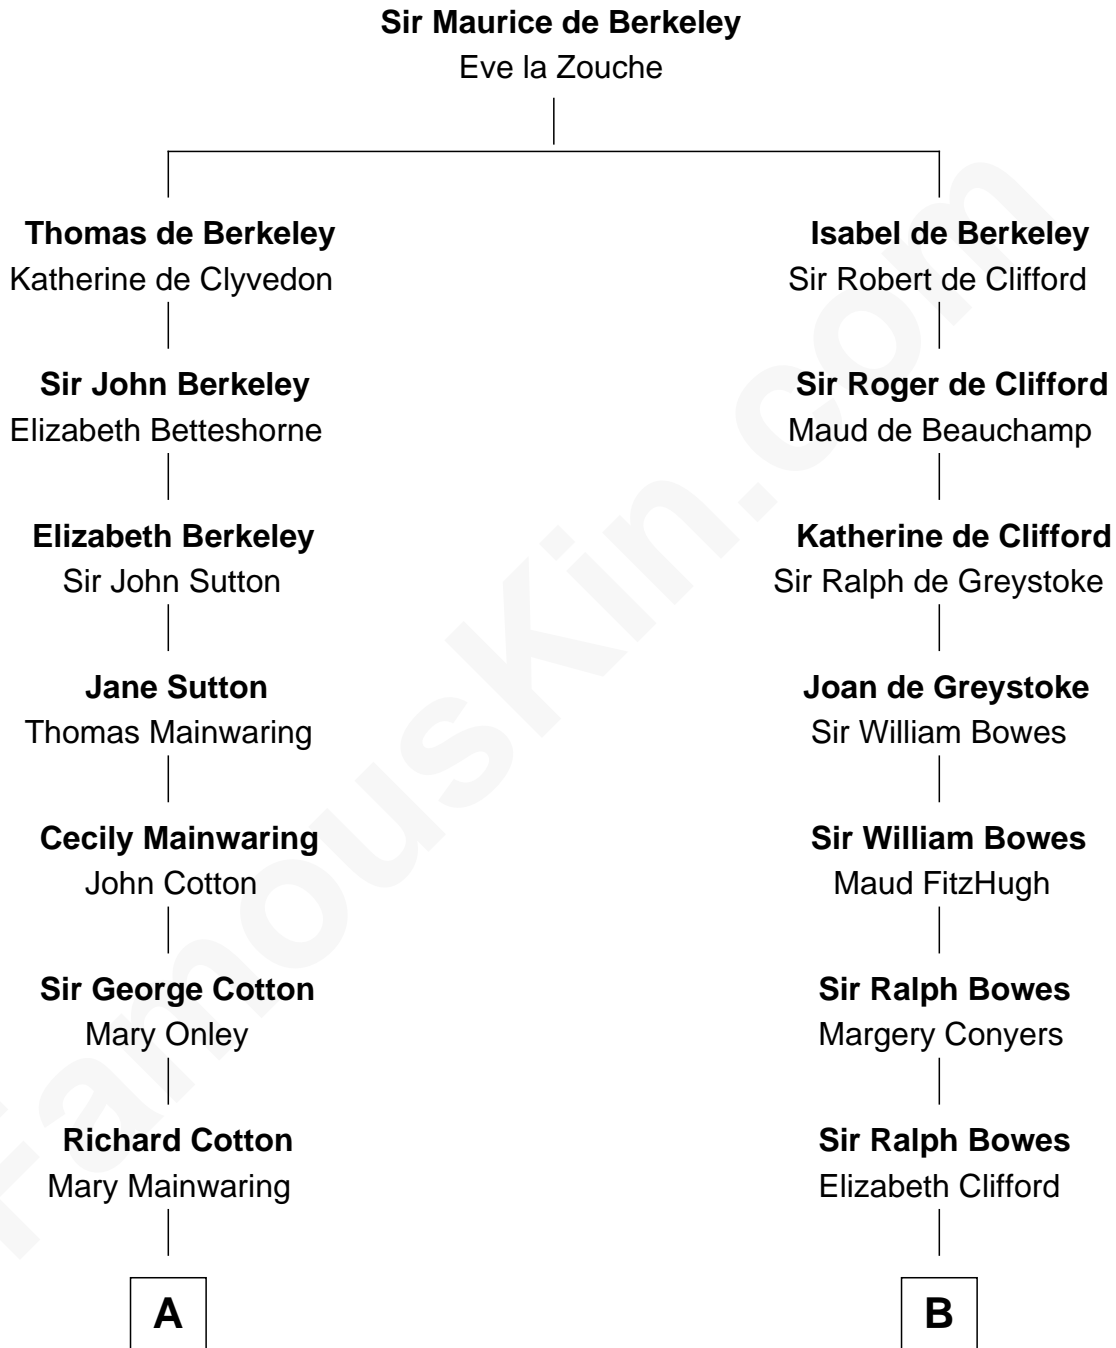 Sir Maurice de Berkeley
Eve la Zouche
Thomas de Berkeley
Katherine de Clyvedon
Isabel de Berkeley
Sir Robert de Clifford
Sir John Berkeley
Elizabeth Betteshorne
Sir Roger de Clifford
Maud de Beauchamp
Elizabeth Berkeley
Sir John Sutton
Katherine de Clifford
Sir Ralph de Greystoke
Jane Sutton
Thomas Mainwaring
Joan de Greystoke
Sir William Bowes
Cecily Mainwaring
John Cotton
Sir William Bowes
Maud FitzHugh
Sir George Cotton
Mary Onley
Sir Ralph Bowes
Margery Conyers
Richard Cotton
Mary Mainwaring
Sir Ralph Bowes
Elizabeth Clifford
A
B
FamousKin.com